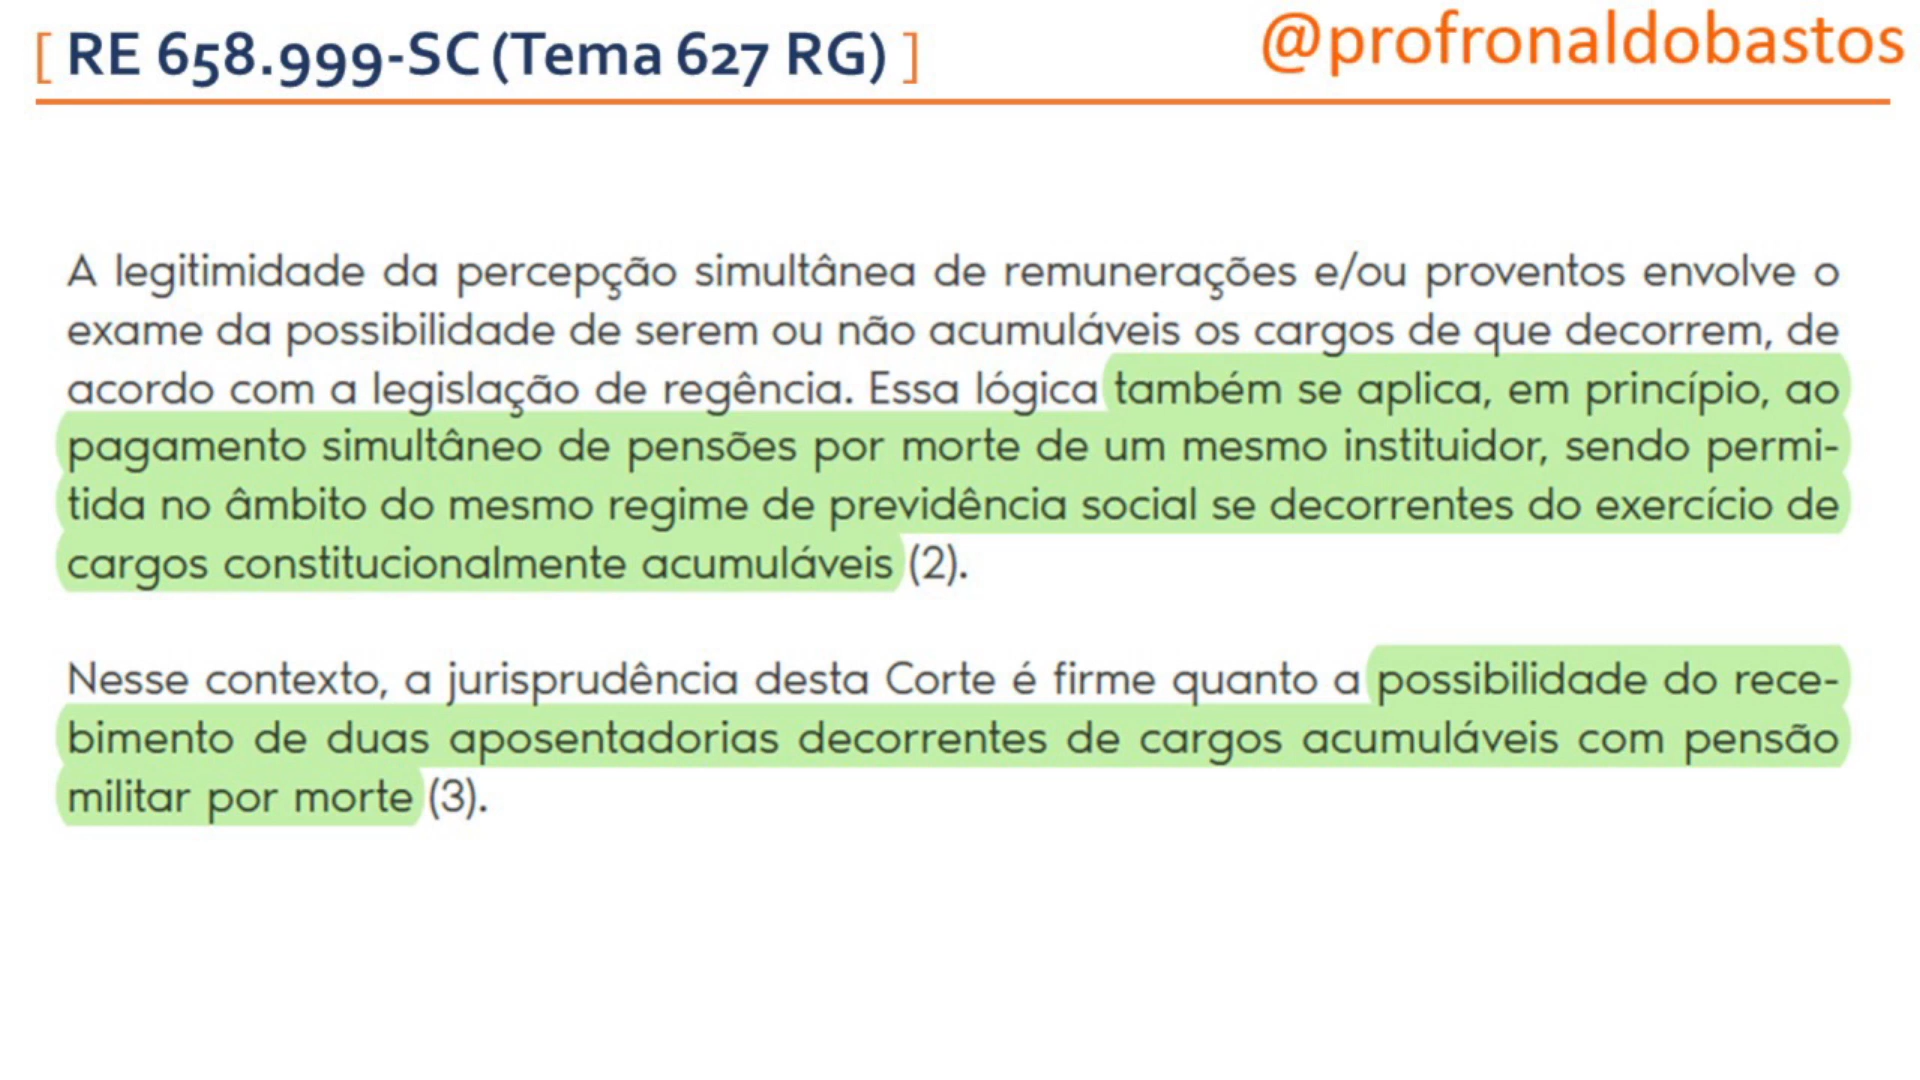 [ RE 658.999-SC (Tema 627 RG) ]
@profronaldobastos
A legitimidade da percepção simultânea de remunerações e/ou proventos envolve o
exame da possibilidade de serem ou não acumuláveis os cargos de que decorrem, de
acordo com a legislação de regência. Essa lógica também se aplica, em princípio, ao
pagamento simultâneo de pensões por morte de um mesmo instituidor, sendo permi-
tida no âmbito do mesmo regime de previdência social se decorrentes do exercício de
cargos constitucionalmente acumuláveis (2).
Nesse contexto, a jurisprudência desta Corte é firme quanto a possibilidade do rece-
bimento de duas aposentadorias decorrentes de cargos acumuláveis com pensão
militar por morte (3).